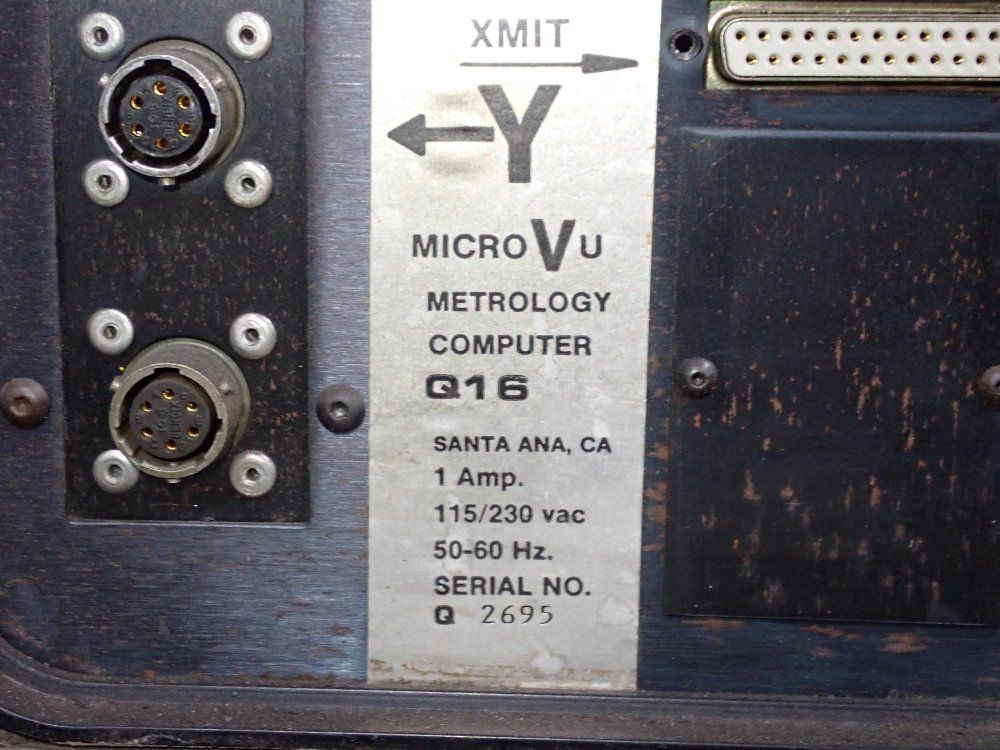 XMIT
Y
MICRO VU
METROLOGY
COMPUTER
Q16
SANTA ANA, CA
1 Amp.
115/230 vac
50-60 Hz.
SERIAL NO.
Q 2695